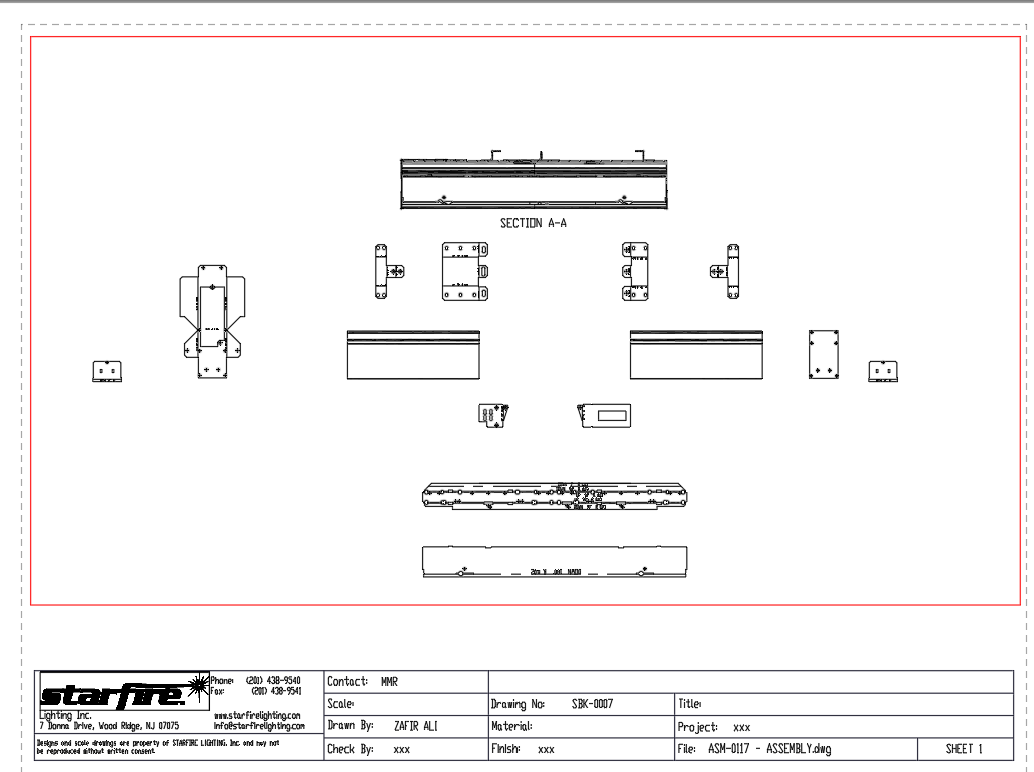 SECTION A-A
starfire
Lighting Inc.
7 Donna Drive, Wood Ridge, NJ 07075
Phone: (201) 438-9540
Fax: (201) 438-9541
www.starfirelighting.com
info@starfirelighting.com
Designs and scale drawings are property of STARFIRE LIGHTING, Inc. and may not
be reproduced without written consent
Contact: MMR
Scale:
Drawing No: SBK-0007
Title:
Drawn By: ZAFIR ALI
Material:
Project: xxx
Check By: xxx
Finish: xxx
File: ASM-0117 - ASSEMBLY.dwg
SHEET 1